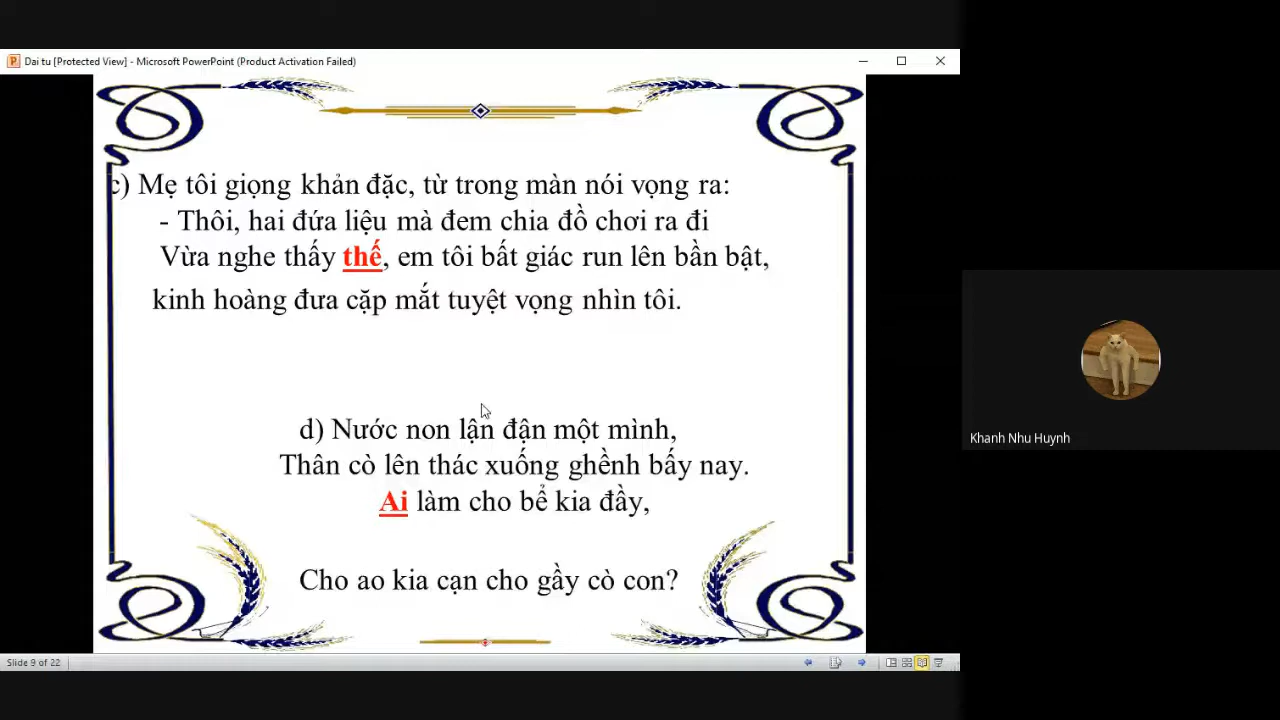 Dai tu [Protected View] - Microsoft PowerPoint (Product Activation Failed)
c) Mẹ tôi giọng khản đặc, từ trong màn nói vọng ra:
- Thôi, hai đứa liệu mà đem chia đồ chơi ra đi
Vừa nghe thấy thế, em tôi bất giác run lên bần bật,
kinh hoàng đưa cặp mắt tuyệt vọng nhìn tôi.
d) Nước non lận đận một mình,
Thân cò lên thác xuống ghềnh bấy nay.
Ai làm cho bể kia đầy,
Cho ao kia cạn cho gầy cò con?
Khanh Nhu Huynh
Slide 9 of 22